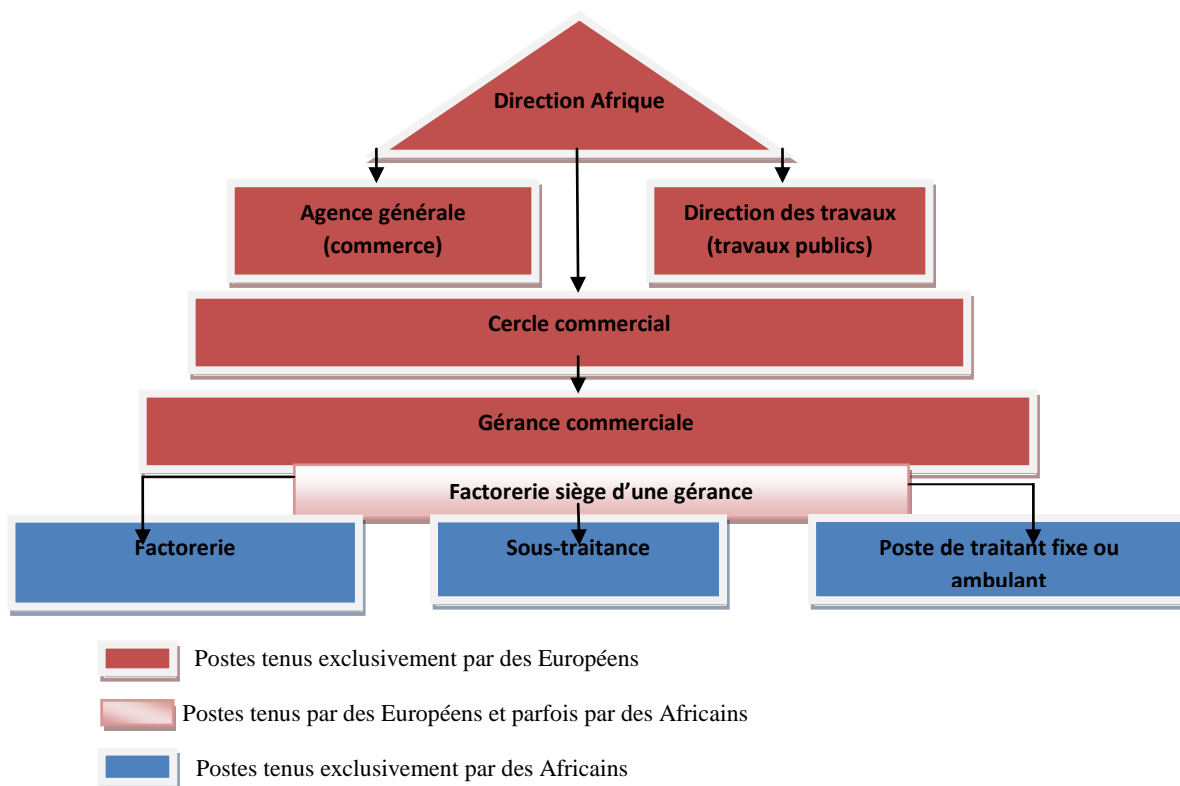 Direction Afrique
Agence générale
(commerce)
Direction des travaux
(travaux publics)
Cercle commercial
Gérance commerciale
Factorerie siège d’une gérance
Factorerie
Sous-traitance
Poste de traitant fixe ou
ambulant
Postes tenus exclusivement par des Européens
Postes tenus par des Européens et parfois par des Africains
Postes tenus exclusivement par des Africains